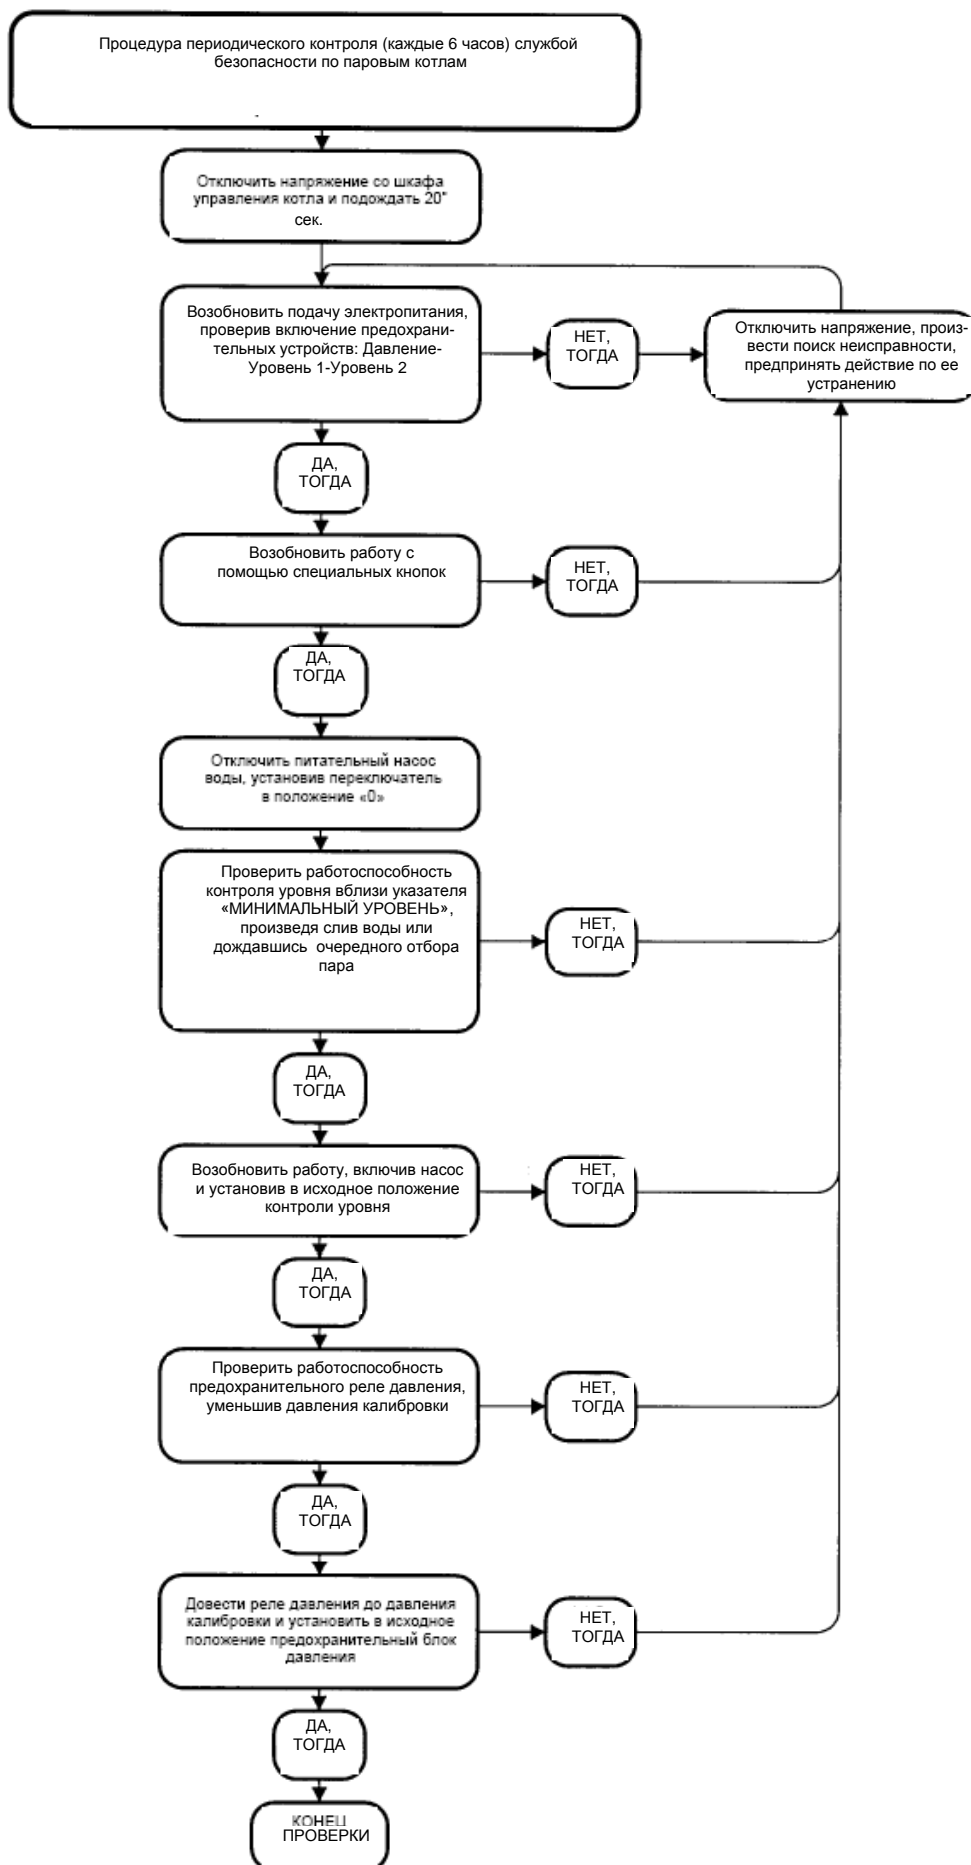 Процедура периодического контроля (каждые 6 часов) службой
безопасности по паровым котлам
Отключить напряжение со шкафа
управления котла и подождать 20"
сек.
Возобновить подачу электропитания,
проверив включение предохрани-
тельных устройств: Давление-
Уровень 1-Уровень 2
НЕТ,
ТОГДА
Отключить напряжение, произ-
вести поиск неисправности,
предпринять действие по ее
устранению
ДА,
ТОГДА
Возобновить работу с
помощью специальных кнопок
НЕТ,
ТОГДА
ДА,
ТОГДА
Отключить питательный насос
воды, установив переключатель
в положение «0»
Проверить работоспособность
контроля уровня вблизи указателя
«МИНИМАЛЬНЫЙ УРОВЕНЬ»,
произведя слив воды или
дождавшись очередного отбора
пара
НЕТ,
ТОГДА
ДА,
ТОГДА
Возобновить работу, включив насос
и установив в исходное положение
контроли уровня
НЕТ,
ТОГДА
ДА,
ТОГДА
Проверить работоспособность
предохранительного реле давления,
уменьшив давления калибровки
НЕТ,
ТОГДА
ДА,
ТОГДА
Довести реле давления до давления
калибровки и установить в исходное
положение предохранительный блок
давления
НЕТ,
ТОГДА
ДА,
ТОГДА
КОНЕЦ
ПРОВЕРКИ